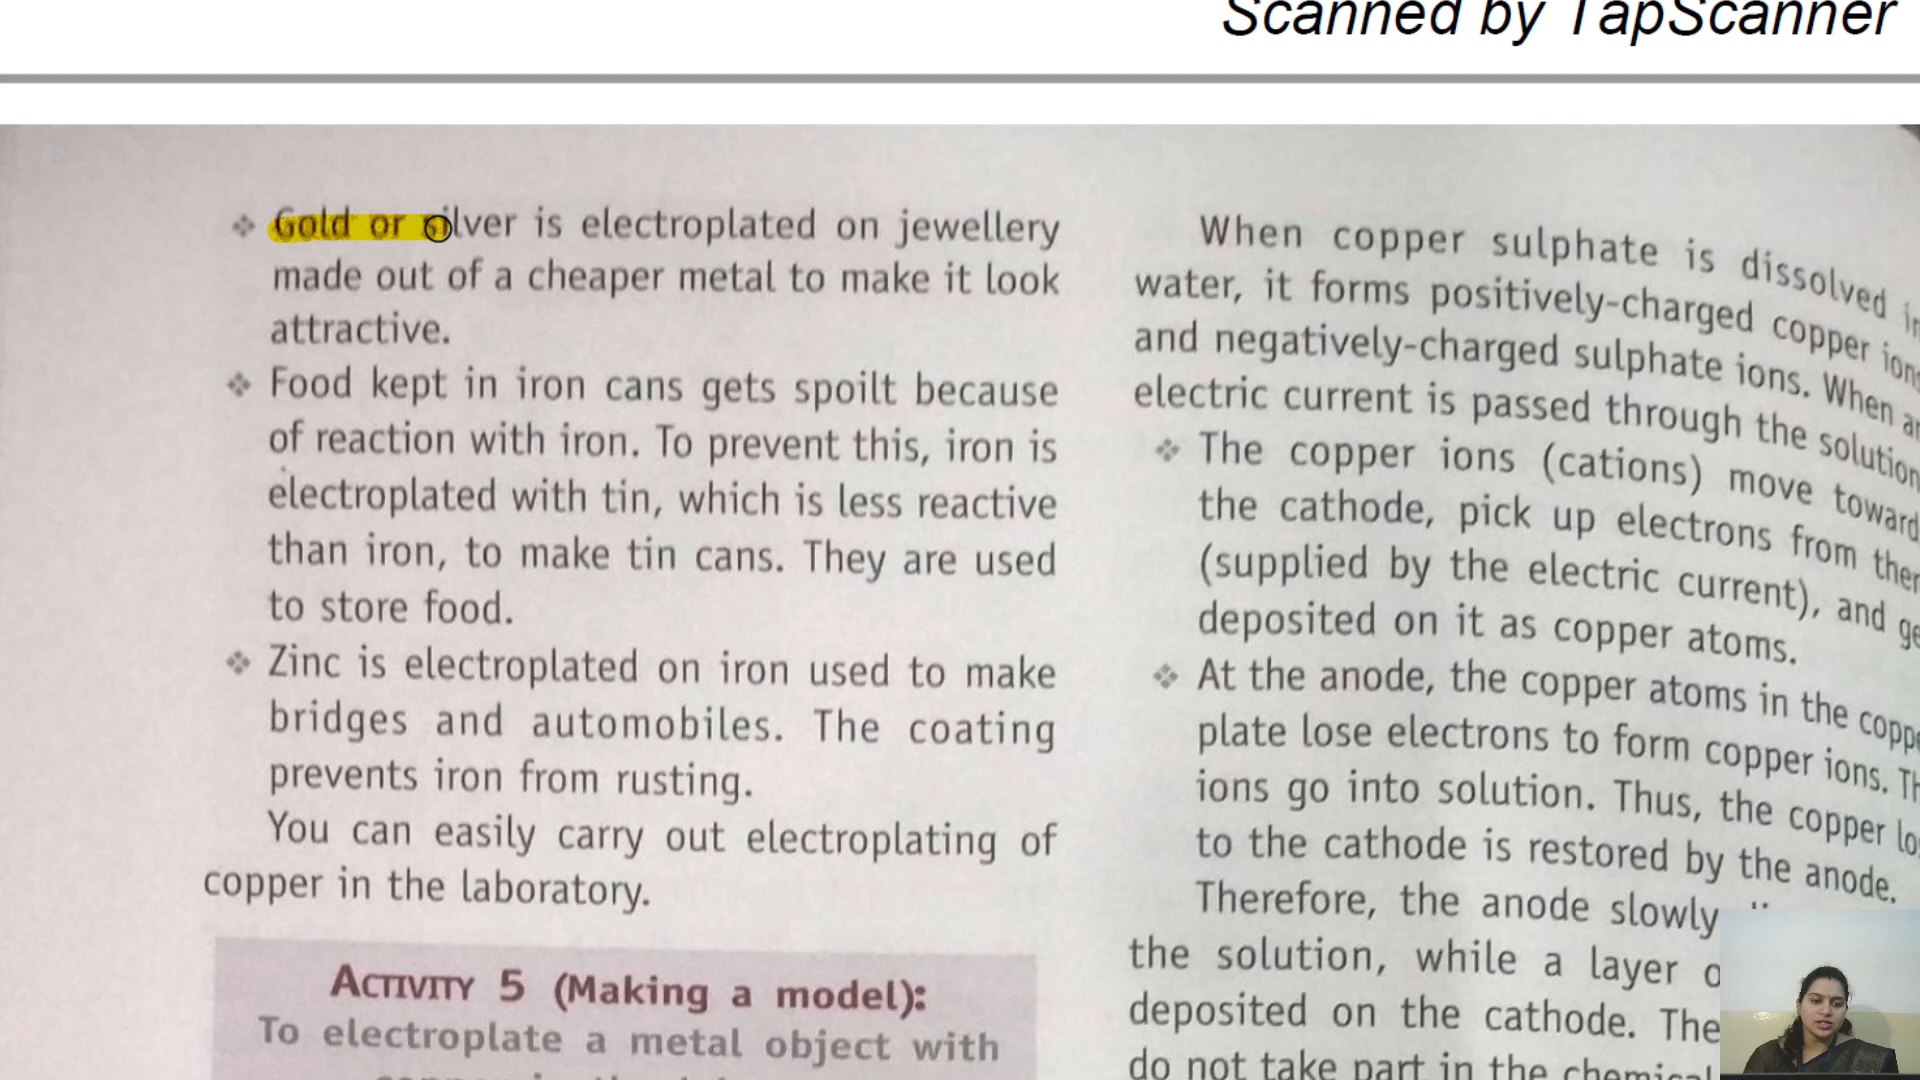 Scanned by TapScanner
Gold or silver is electroplated on jewellery
made out of a cheaper metal to make it look
attractive.
Food kept in iron cans gets spoilt because
of reaction with iron. To prevent this, iron is
electroplated with tin, which is less reactive
than iron, to make tin cans. They are used
to store food.
Zinc is electroplated on iron used to make
bridges and automobiles. The coating
prevents iron from rusting.
You can easily carry out electroplating of
copper in the laboratory.
ACTIVITY 5 (Making a model):
To electroplate a metal object with
When copper sulphate is dissolved
water, it forms positively-charged copper
and negatively-charged sulphate ions. When
electric current is passed through the solution
The copper ions (cations) move
the cathode, pick up electrons from
(supplied by the electric current), and
deposited on it as copper atoms.
At the anode, the copper atoms in the
plate lose electrons to form copper ions.
ions go into solution. Thus, the copper
to the cathode is restored by the anode.
Therefore, the anode slowly
the solution, while a layer
deposited on the cathode. The
do not take part in the